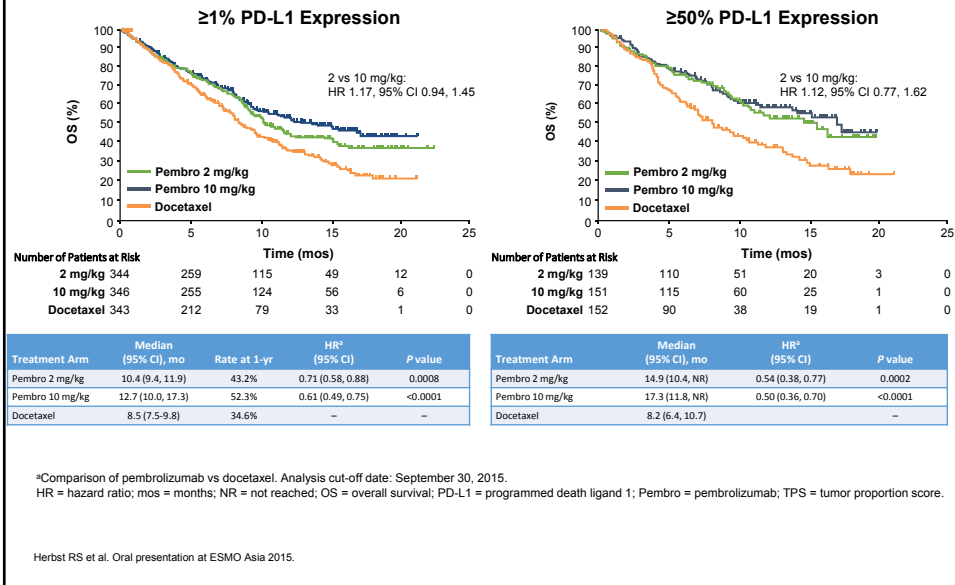 ≥1% PD-L1 Expression
100
90
80
70
60
50
40
30
20
10
0
OS (%)
2 vs 10 mg/kg:
HR 1.17, 95% CI 0.94, 1.45
Pembro 2 mg/kg
Pembro 10 mg/kg
Docetaxel
0 5 10 15 20 25
Time (mos)
Number of Patients at Risk
2 mg/kg 344 259 115 49 12 0
10 mg/kg 346 255 124 56 6 0
Docetaxel 343 212 79 33 1 0
Treatment Arm Median (95% CI), mo Rate at 1-yr HRᵃ (95% CI) P value
Pembro 2 mg/kg 10.4 (9.4, 11.9) 43.2% 0.71 (0.58, 0.88) 0.0008
Pembro 10 mg/kg 12.7 (10.0, 17.3) 52.3% 0.61 (0.49, 0.75) <0.0001
Docetaxel 8.5 (7.5-9.8) 34.6% – –
≥50% PD-L1 Expression
100
90
80
70
60
50
40
30
20
10
0
OS (%)
2 vs 10 mg/kg:
HR 1.12, 95% CI 0.77, 1.62
Pembro 2 mg/kg
Pembro 10 mg/kg
Docetaxel
0 5 10 15 20 25
Time (mos)
Number of Patients at Risk
2 mg/kg 139 110 51 20 3 0
10 mg/kg 151 115 60 25 1 0
Docetaxel 152 90 38 19 1 0
Treatment Arm Median (95% CI), mo HRᵃ (95% CI) P value
Pembro 2 mg/kg 14.9 (10.4, NR) 0.54 (0.38, 0.77) 0.0002
Pembro 10 mg/kg 17.3 (11.8, NR) 0.50 (0.36, 0.70) <0.0001
Docetaxel 8.2 (6.4, 10.7) –
ᵃComparison of pembrolizumab vs docetaxel. Analysis cut-off date: September 30, 2015.
HR = hazard ratio; mos = months; NR = not reached; OS = overall survival; PD-L1 = programmed death ligand 1; Pembro = pembrolizumab; TPS = tumor proportion score.
Herbst RS et al. Oral presentation at ESMO Asia 2015.